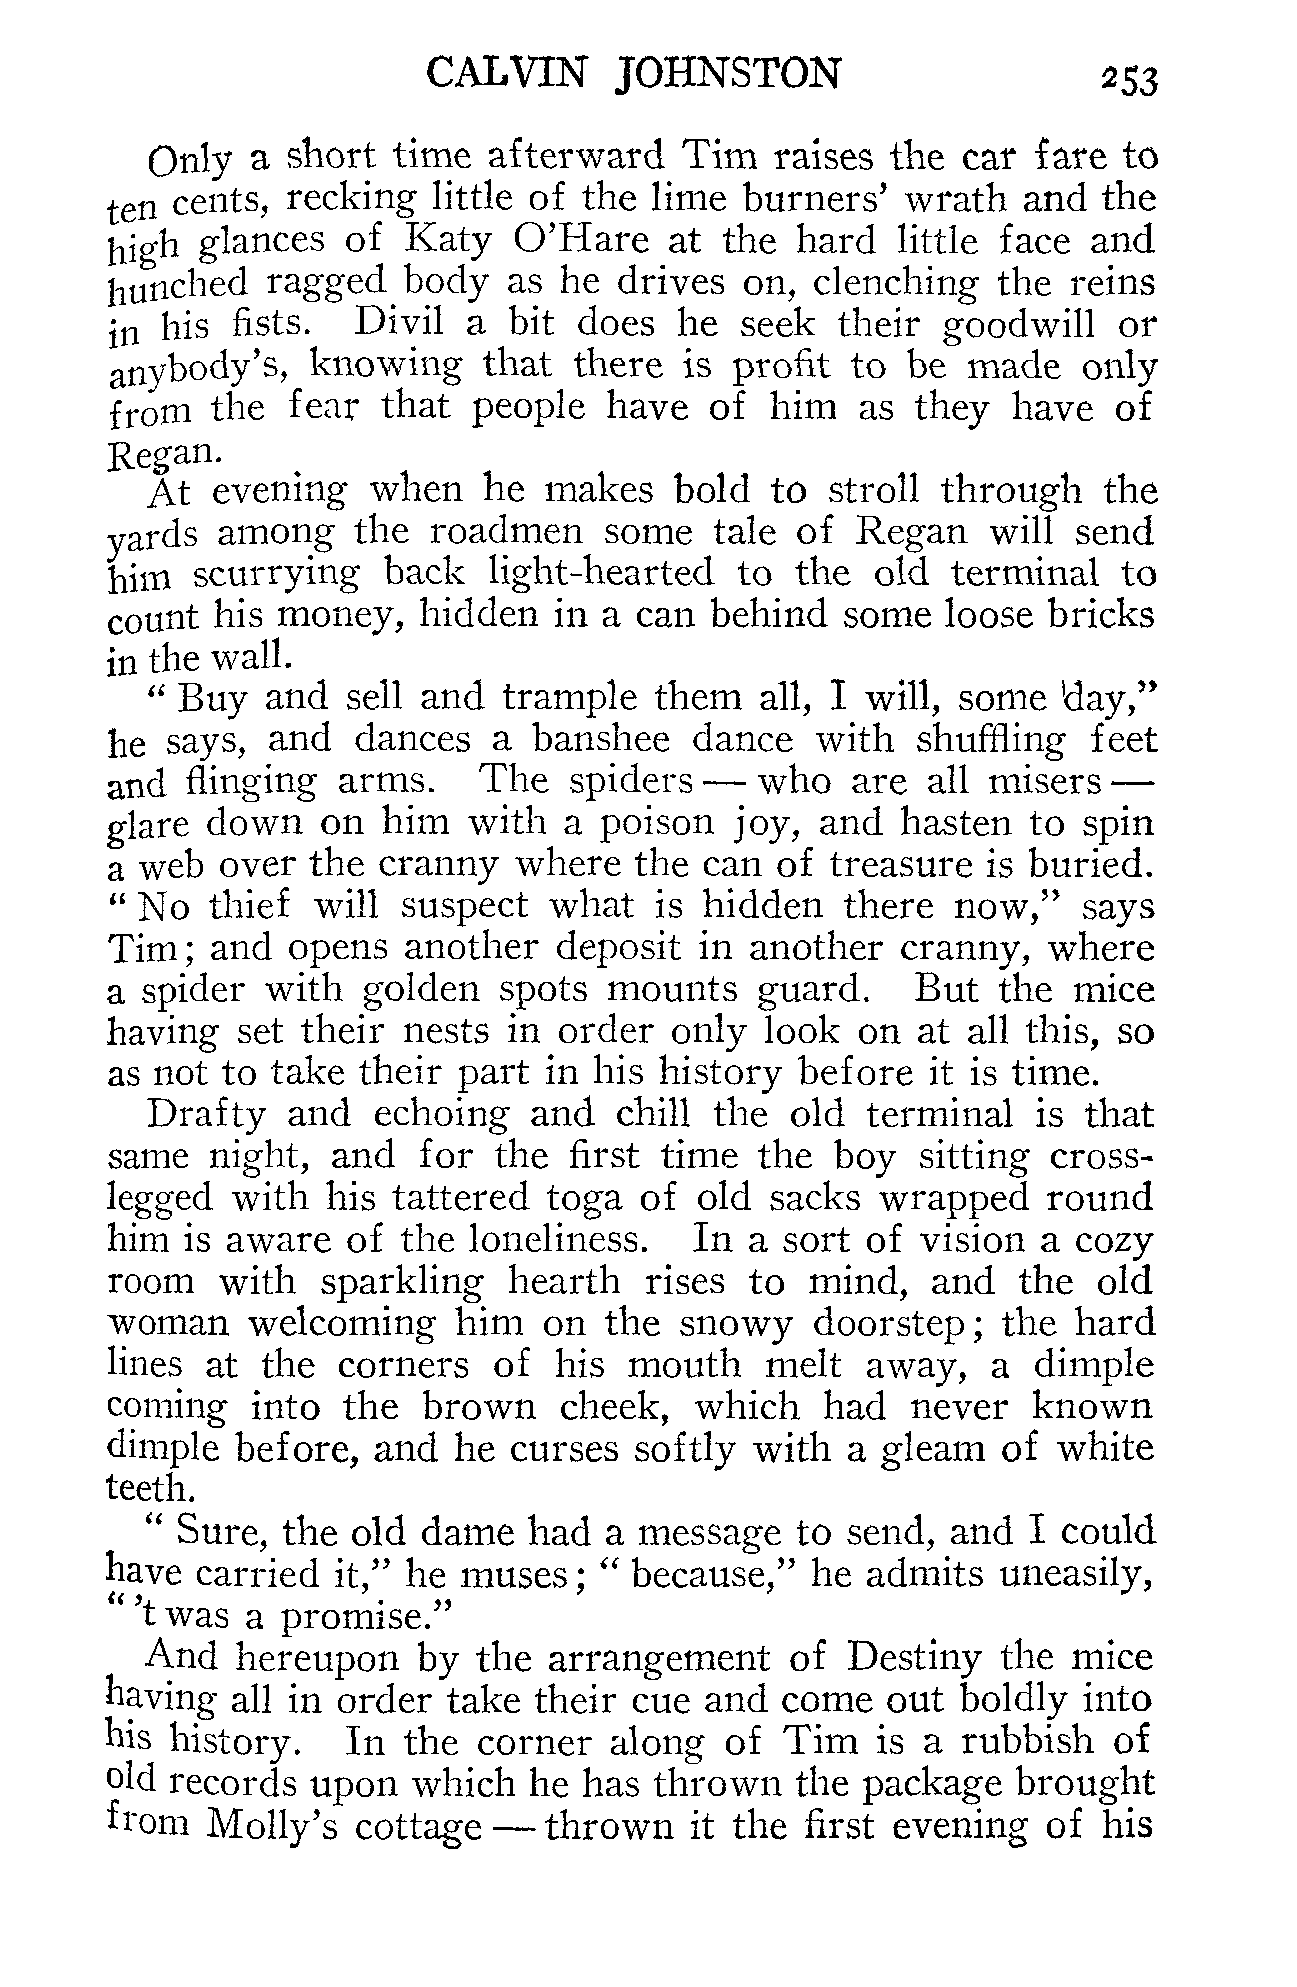 CALVIN JOHNSTON 253
Only a short time afterward Tim raises the car fare to
ten cents, recking little of the lime burners' wrath and the
high glances of Katy O'Hare at the hard little face and
hunched ragged body as he drives on, clenching the reins
in his fists. Divil a bit does he seek their goodwill or
anybody's, knowing that there is profit to be made only
from the fear that people have of him as they have of
Regan.
At evening when he makes bold to stroll through the
yards among the roadmen some tale of Regan will send
him scurrying back light-hearted to the old terminal to
count his money, hidden in a can behind some loose bricks
in the wall.
" Buy and sell and trample them all, I will, some day,"
he says, and dances a banshee dance with shuffling feet
and flinging arms. The spiders — who are all misers —
glare down on him with a poison joy, and hasten to spin
a web over the cranny where the can of treasure is buried.
" No thief will suspect what is hidden there now," says
Tim; and opens another deposit in another cranny, where
a spider with golden spots mounts guard. But the mice
having set their nests in order only look on at all this, so
as not to take their part in his history before it is time.
Drafty and echoing and chill the old terminal is that
same night, and for the first time the boy sitting cross-
legged with his tattered toga of old sacks wrapped round
him is aware of the loneliness. In a sort of vision a cozy
room with sparkling hearth rises to mind, and the old
woman welcoming him on the snowy doorstep; the hard
lines at the corners of his mouth melt away, a dimple
coming into the brown cheek, which had never known
dimple before, and he curses softly with a gleam of white
teeth.
" Sure, the old dame had a message to send, and I could
have carried it," he muses; " because," he admits uneasily,
" 't was a promise."
And hereupon by the arrangement of Destiny the mice
having all in order take their cue and come out boldly into
his history. In the corner along of Tim is a rubbish of
old records upon which he has thrown the package brought
from Molly's cottage — thrown it the first evening of his